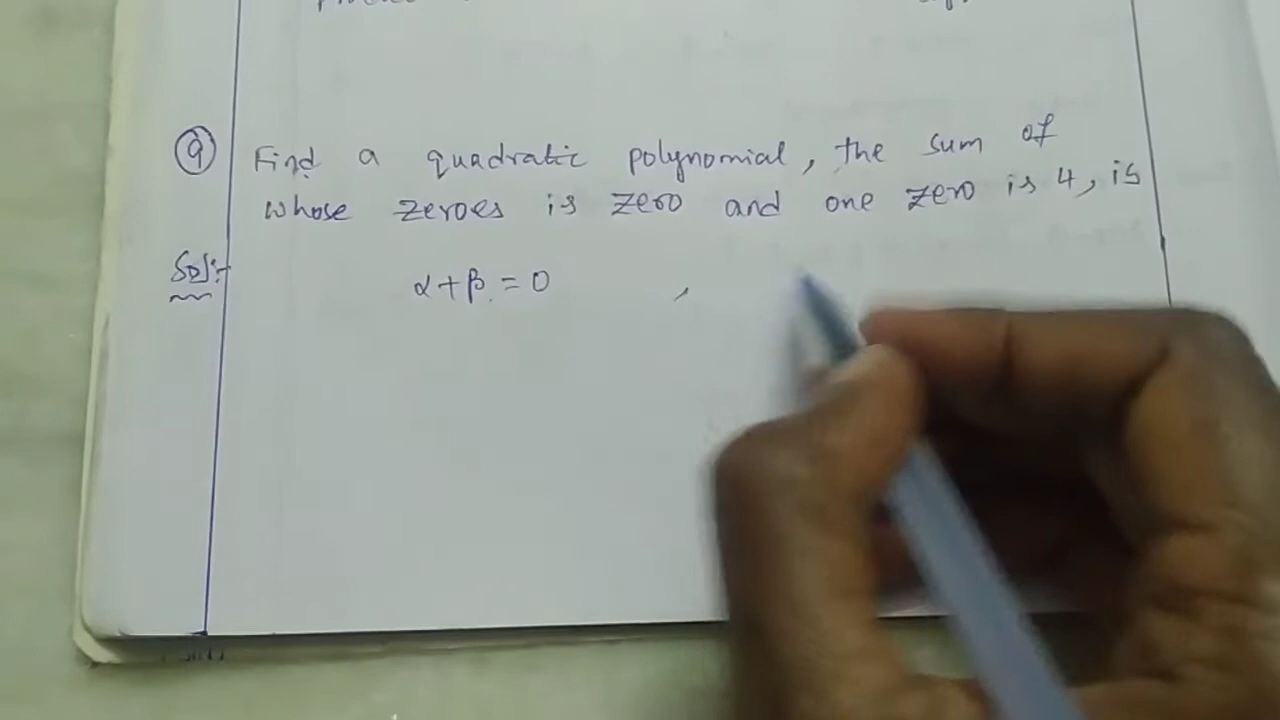 9 Find a quadratic polynomial, the sum of
whose zeroes is zero and one zero is 4, is
Sol:-
α+β = 0 ,